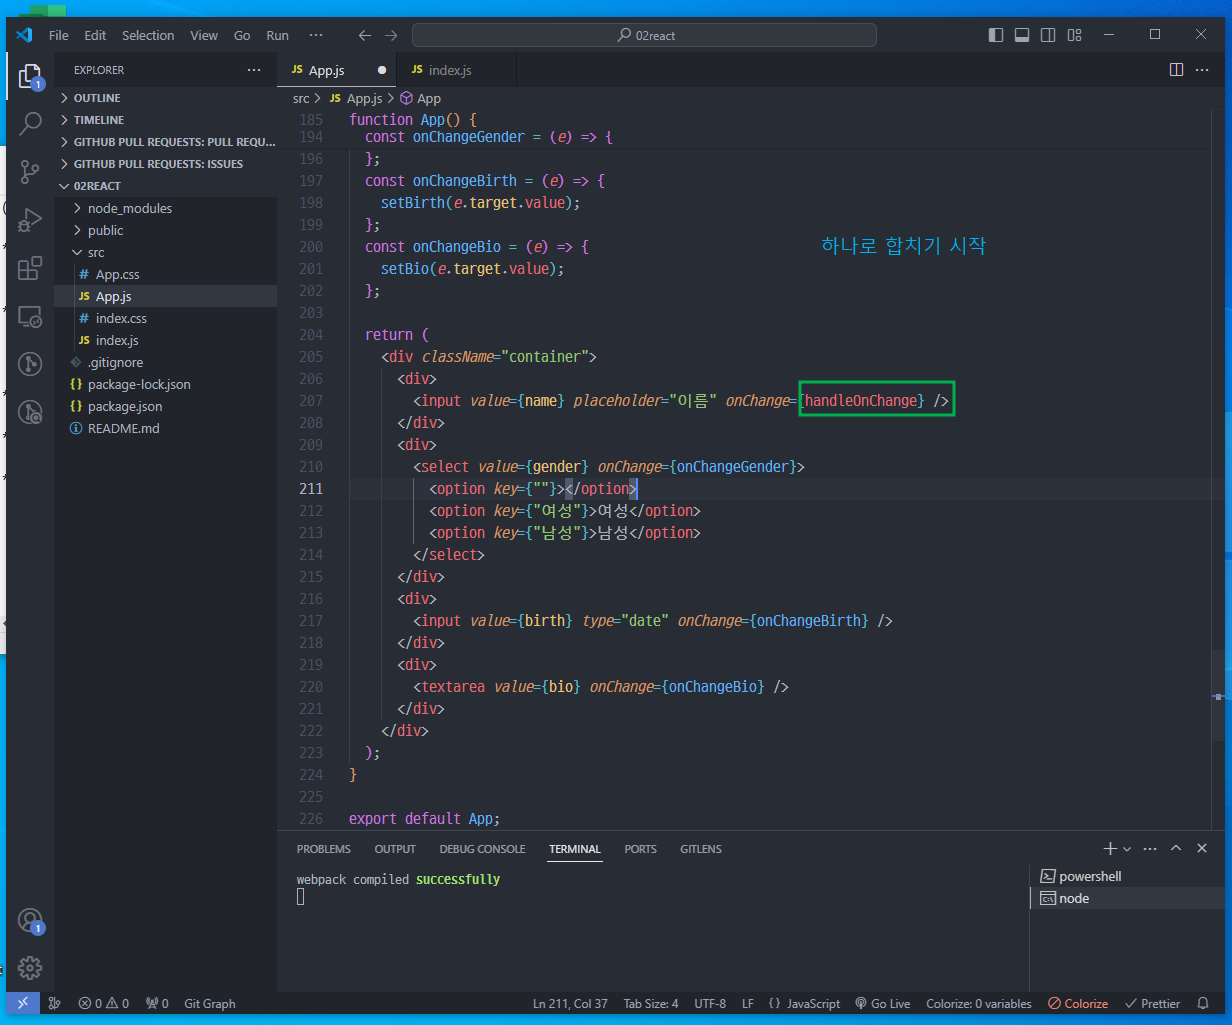 File Edit Selection View Go Run ··· 02react
EXPLORER ···
OUTLINE
TIMELINE
GITHUB PULL REQUESTS: PULL REQU...
GITHUB PULL REQUESTS: ISSUES
02REACT
node_modules
public
src
# App.css
JS App.js
# index.css
JS index.js
.gitignore
{} package-lock.json
{} package.json
README.md
1
1
JS App.js ● JS index.js ···
src > JS App.js > App
185 function App() {
194 const onChangeGender = (e) => {
196 };
197 const onChangeBirth = (e) => {
198 setBirth(e.target.value);
199 };
200 const onChangeBio = (e) => {
하나로 합치기 시작
201 setBio(e.target.value);
202 };
203
204 return (
205 <div className="container">
206 <div>
207 <input value={name} placeholder="이름" onChange={handleOnChange} />
208 </div>
209 <div>
210 <select value={gender} onChange={onChangeGender}>
211 <option key={""}></option>
212 <option key={"여성"}>여성</option>
213 <option key={"남성"}>남성</option>
214 </select>
215 </div>
216 <div>
217 <input value={birth} type="date" onChange={onChangeBirth} />
218 </div>
219 <div>
220 <textarea value={bio} onChange={onChangeBio} />
221 </div>
222 </div>
223 );
224 }
225
226 export default App;
PROBLEMS OUTPUT DEBUG CONSOLE TERMINAL PORTS GITLENS
webpack compiled successfully
powershell
node
0 0 0 Git Graph Ln 211, Col 37 Tab Size: 4 UTF-8 LF {} JavaScript Go Live Colorize: 0 variables Colorize Prettier